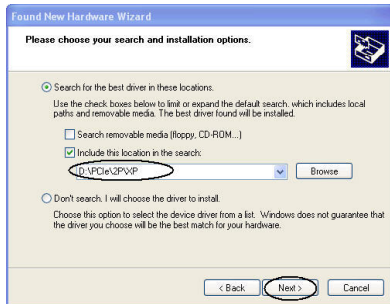 Found New Hardware Wizard
Please choose your search and installation options.
Search for the best driver in these locations.
Use the check boxes below to limit or expand the default search, which includes local
paths and removable media. The best driver found will be installed.
Search removable media (floppy, CD-ROM...)
Include this location in the search:
D:\PCIe\2P\XP
Browse
Don't search. I will choose the driver to install.
Choose this option to select the device driver from a list. Windows does not guarantee that
the driver you choose will be the best match for your hardware.
< Back
Next >
Cancel